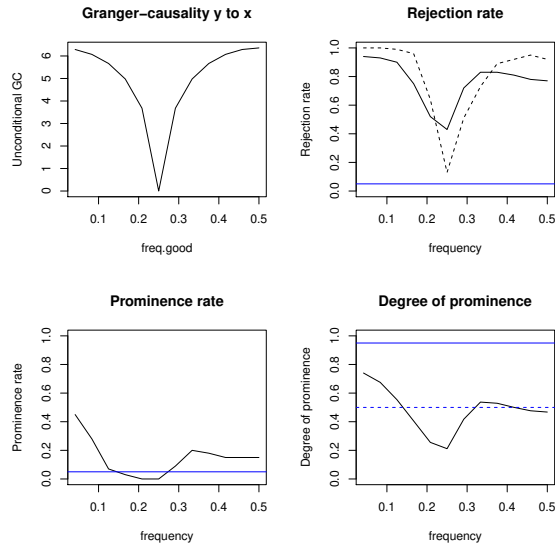 Granger-causality y to x
Unconditional GC
0 1 2 3 4 5 6
0.1 0.2 0.3 0.4 0.5
freq.good
Rejection rate
Rejection rate
0.0 0.2 0.4 0.6 0.8 1.0
0.1 0.2 0.3 0.4 0.5
frequency
Prominence rate
Prominence rate
0.0 0.2 0.4 0.6 0.8 1.0
0.1 0.2 0.3 0.4 0.5
frequency
Degree of prominence
Degree of prominence
0.0 0.2 0.4 0.6 0.8 1.0
0.1 0.2 0.3 0.4 0.5
frequency